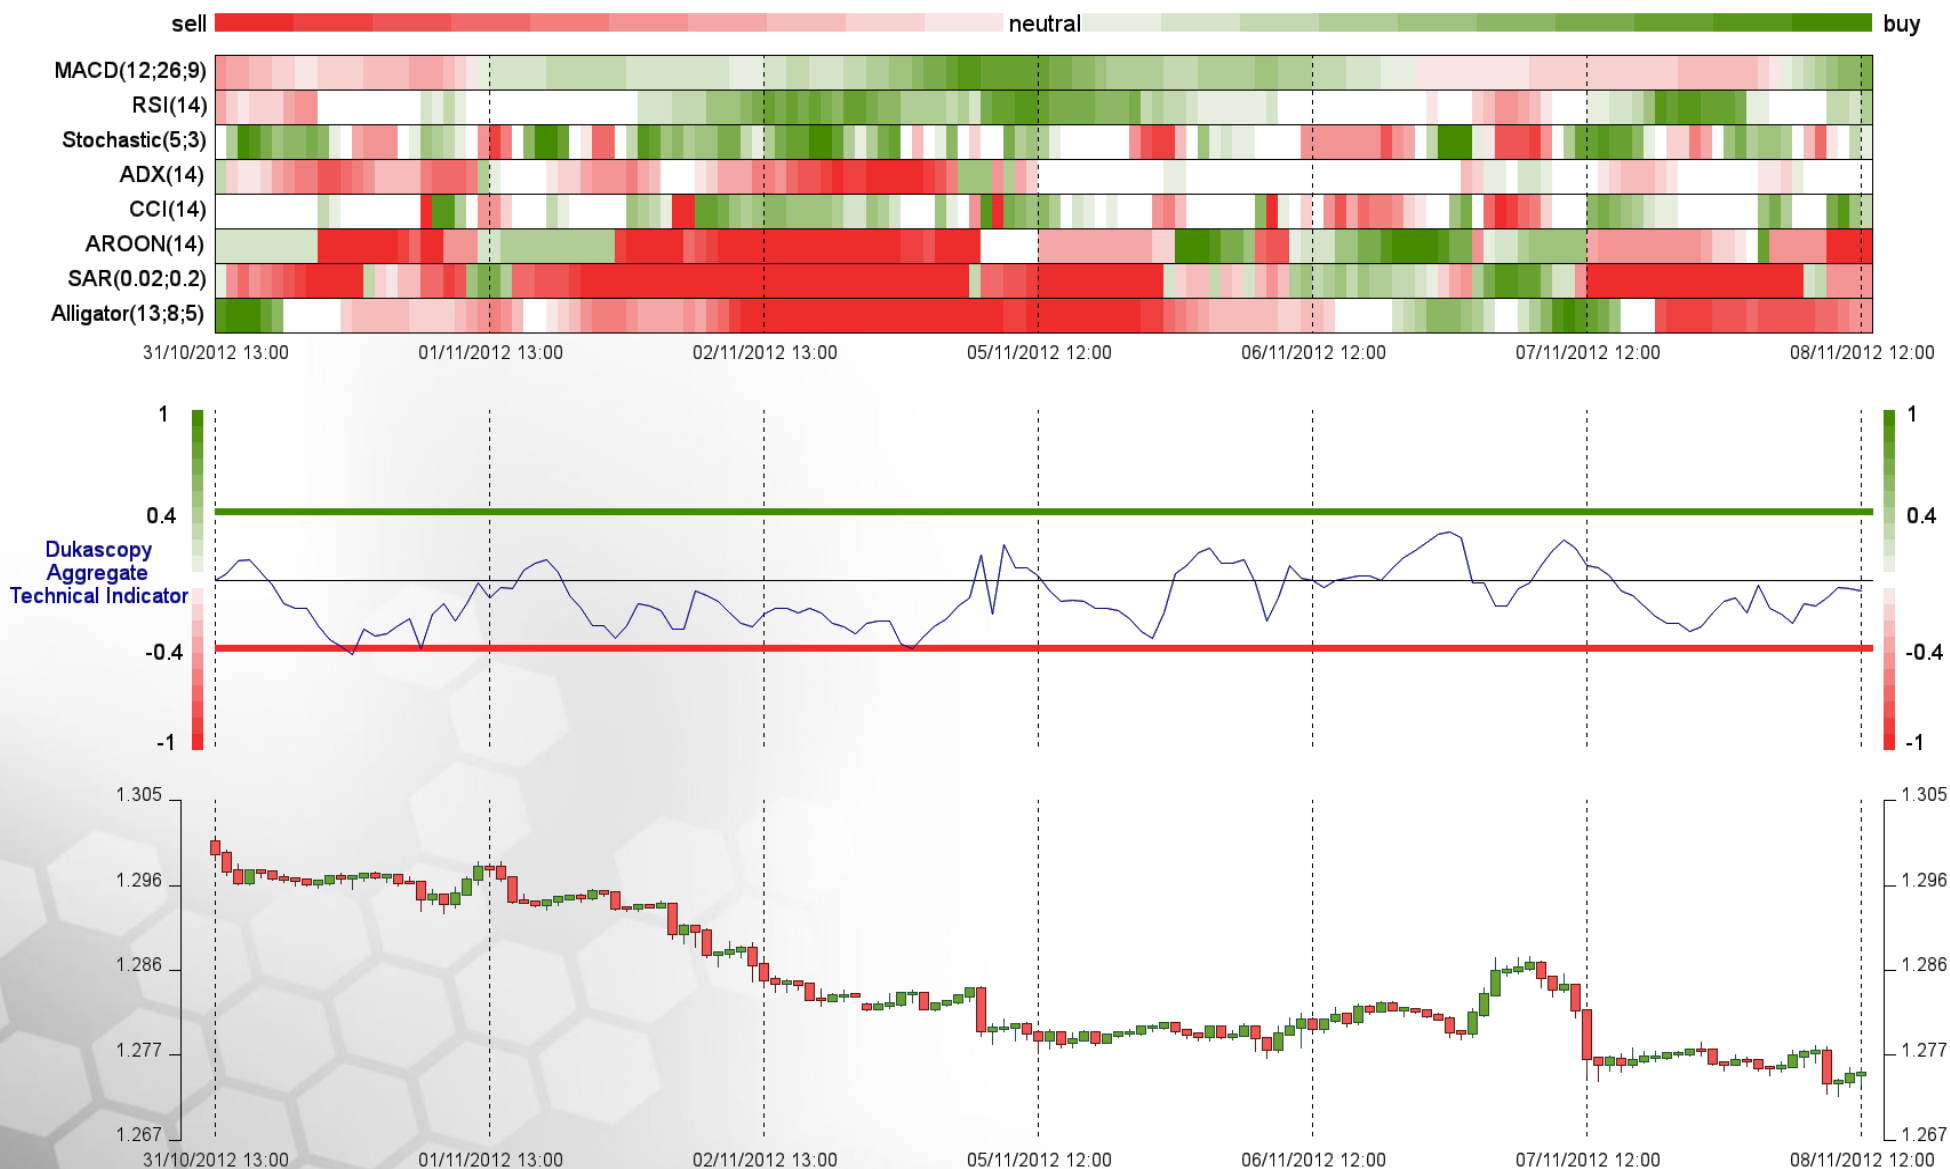 sell neutral buy
MACD(12;26;9)
RSI(14)
Stochastic(5;3)
ADX(14)
CCI(14)
AROON(14)
SAR(0.02;0.2)
Alligator(13;8;5)
31/10/2012 13:00 01/11/2012 13:00 02/11/2012 13:00 05/11/2012 12:00 06/11/2012 12:00 07/11/2012 12:00 08/11/2012 12:00
1 1
0.4 0.4
Dukascopy
Aggregate
Technical Indicator
-0.4 -0.4
-1 -1
1.305 1.305
1.296 1.296
1.286 1.286
1.277 1.277
1.267 1.267
31/10/2012 13:00 01/11/2012 13:00 02/11/2012 13:00 05/11/2012 12:00 06/11/2012 12:00 07/11/2012 12:00 08/11/2012 12:00